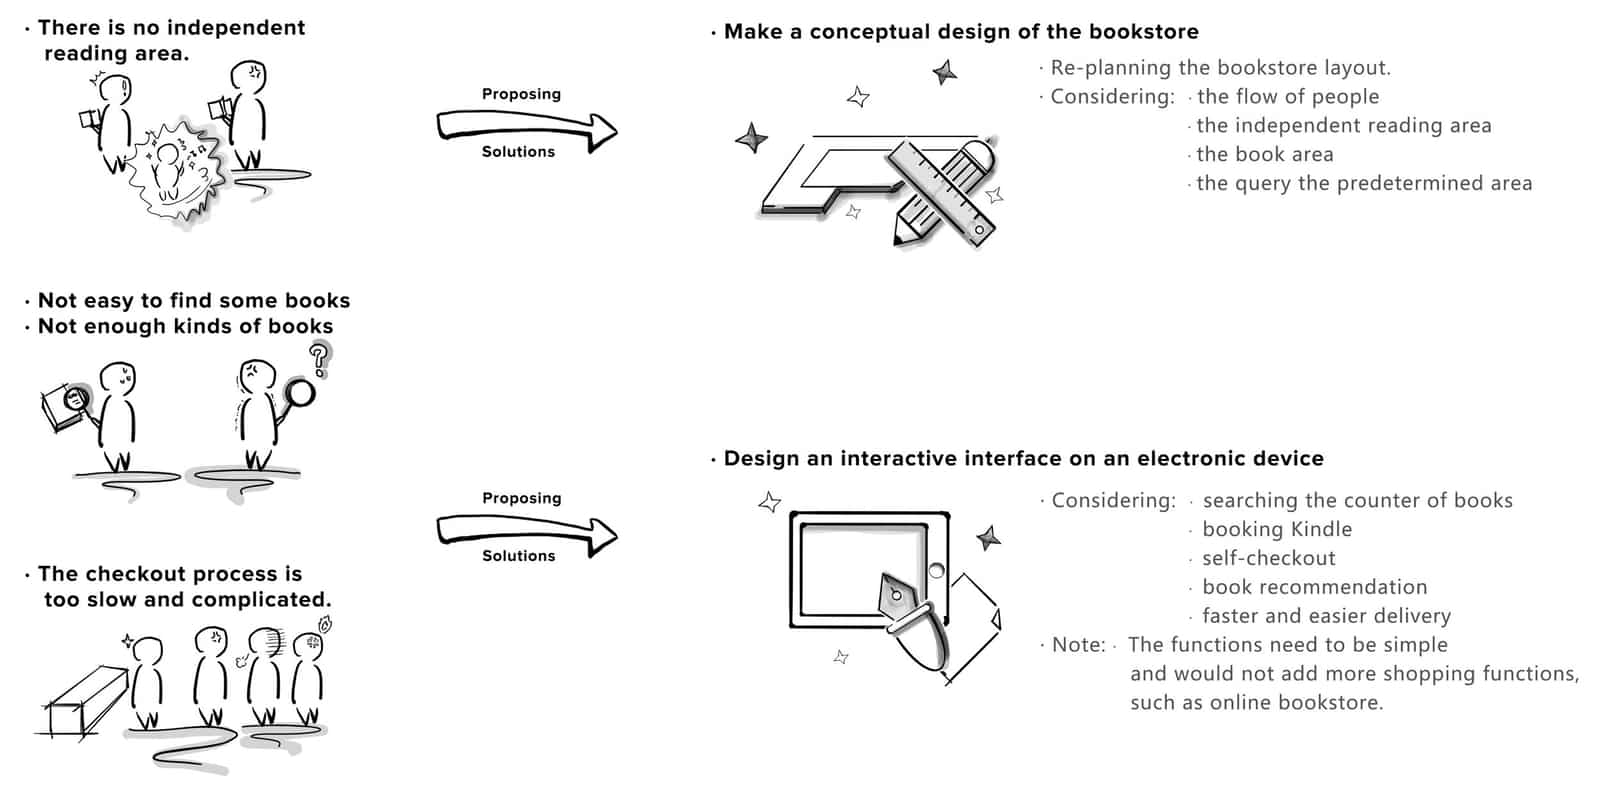 · There is no independent
reading area.
Proposing
Solutions
· Make a conceptual design of the bookstore
· Re-planning the bookstore layout.
· Considering: · the flow of people
· the independent reading area
· the book area
· the query the predetermined area
· Not easy to find some books
· Not enough kinds of books
?
· The checkout process is
too slow and complicated.
Proposing
Solutions
· Design an interactive interface on an electronic device
· Considering: · searching the counter of books
· booking Kindle
· self-checkout
· book recommendation
· faster and easier delivery
· Note: · The functions need to be simple
and would not add more shopping functions,
such as online bookstore.